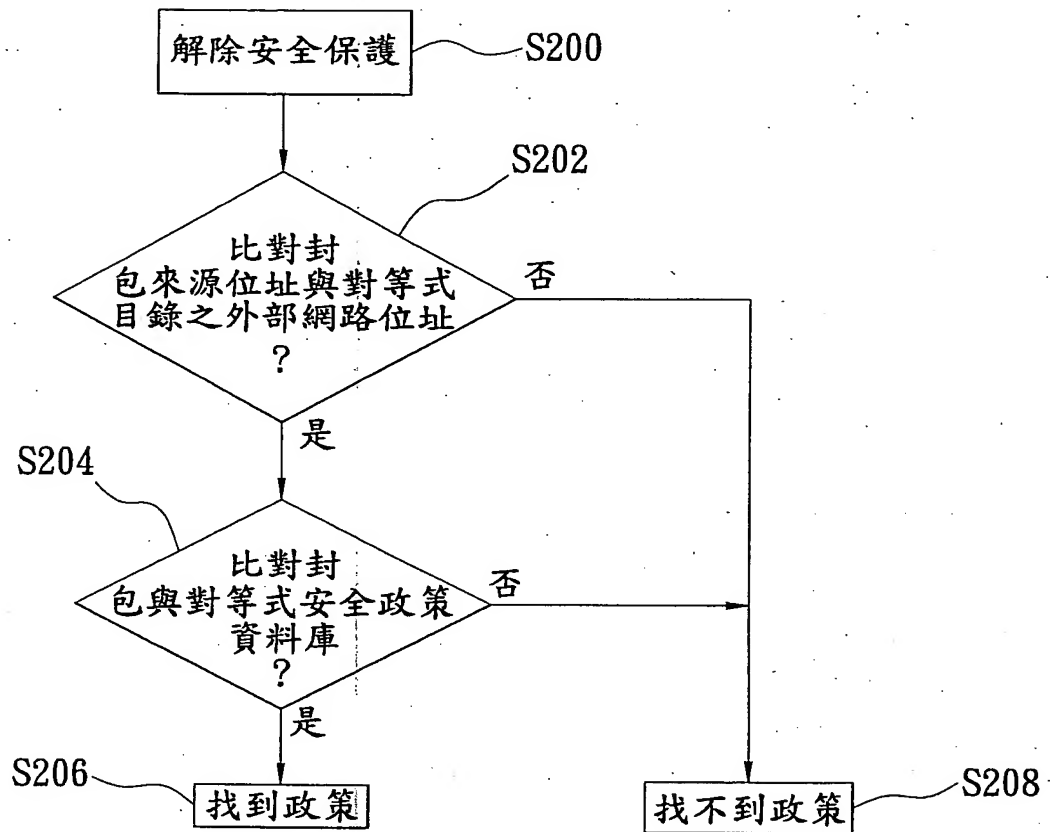 解除安全保護
S200
S202
比對封
包來源位址與對等式
目錄之外部網路位址
?
否
是
S204
比對封
包與對等式安全政策
資料庫
?
否
是
S206
找到政策
找不到政策
S208